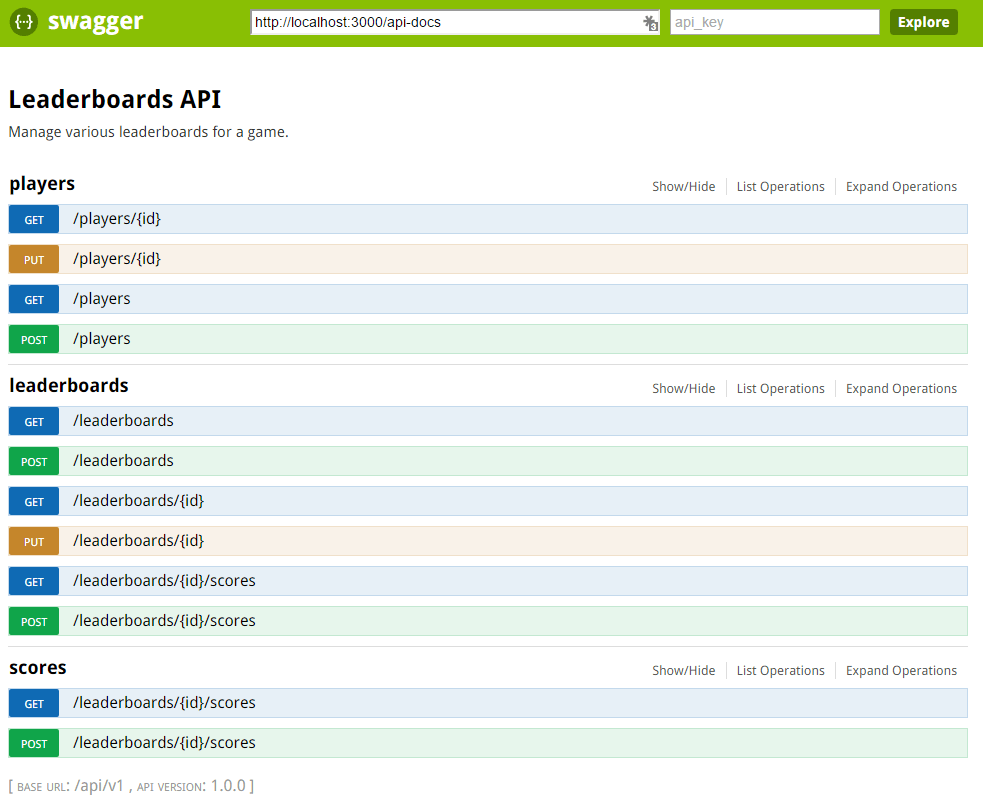 {··} swagger http://localhost:3000/api-docs api_key Explore
Leaderboards API
Manage various leaderboards for a game.
players Show/Hide List Operations Expand Operations
GET /players/{id}
PUT /players/{id}
GET /players
POST /players
leaderboards Show/Hide List Operations Expand Operations
GET /leaderboards
POST /leaderboards
GET /leaderboards/{id}
PUT /leaderboards/{id}
GET /leaderboards/{id}/scores
POST /leaderboards/{id}/scores
scores Show/Hide List Operations Expand Operations
GET /leaderboards/{id}/scores
POST /leaderboards/{id}/scores
[ BASE URL: /api/v1 , API VERSION: 1.0.0 ]